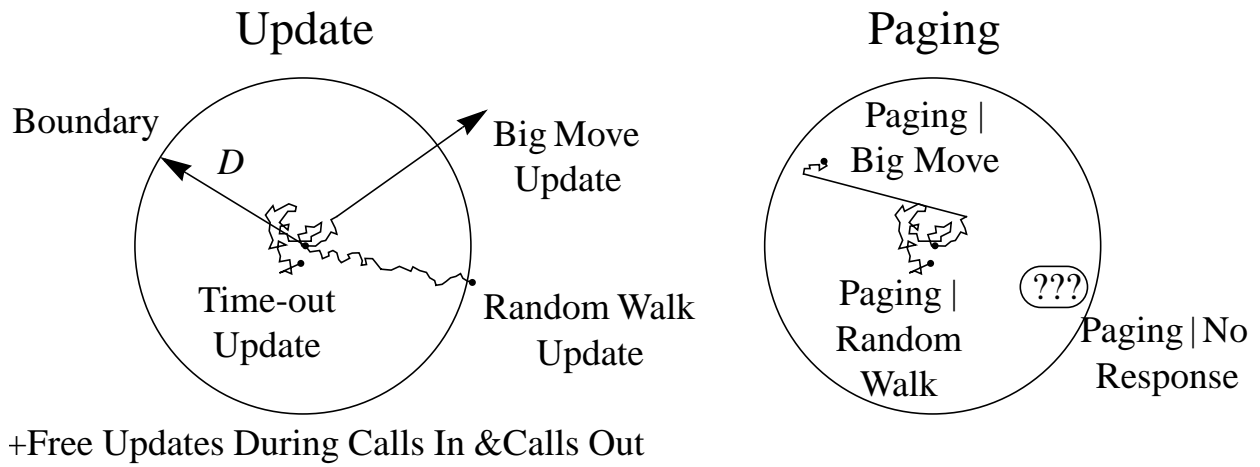 Update
Boundary
D
Big Move
Update
Time-out
Update
Random Walk
Update
+Free Updates During Calls In &Calls Out
Paging
Paging |
Big Move
Paging |
Random
Walk
???
Paging | No
Response